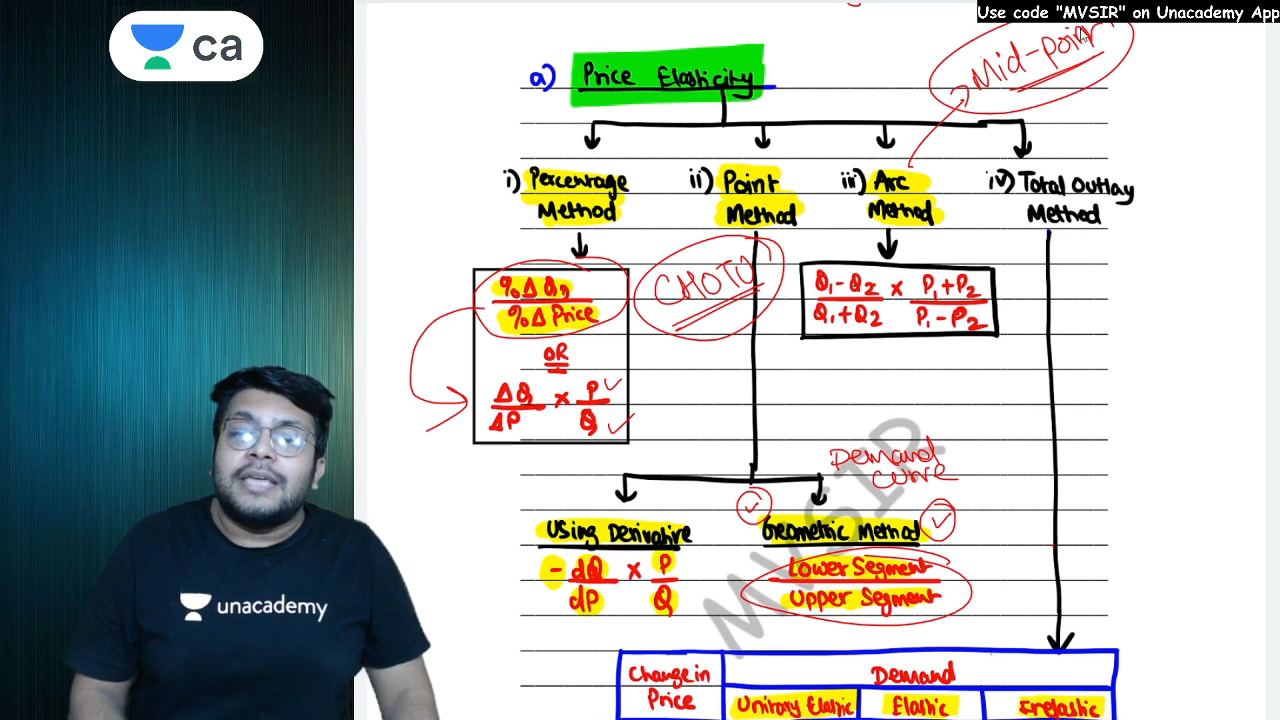 Use code "MVSIR" on Unacademy App
ca
a) Price Elasticity
Mid-point
i) Percentage Method
ii) Point Method
iii) Arc Method
iv) Total Outlay Method
%Δ QD
%Δ Price
OR
ΔQ/ΔP × P/Q
CHOTU
Q1 - Q2 × P1 + P2
Q1 + Q2 P1 - P2
Demand
curve
Using Derivative
- dQ × P
dP Q
Geometric Method
Lower Segment
Upper Segment
MVSIR
unacademy
Change in Price
Demand
Unitary Elastic
Elastic
Inelastic